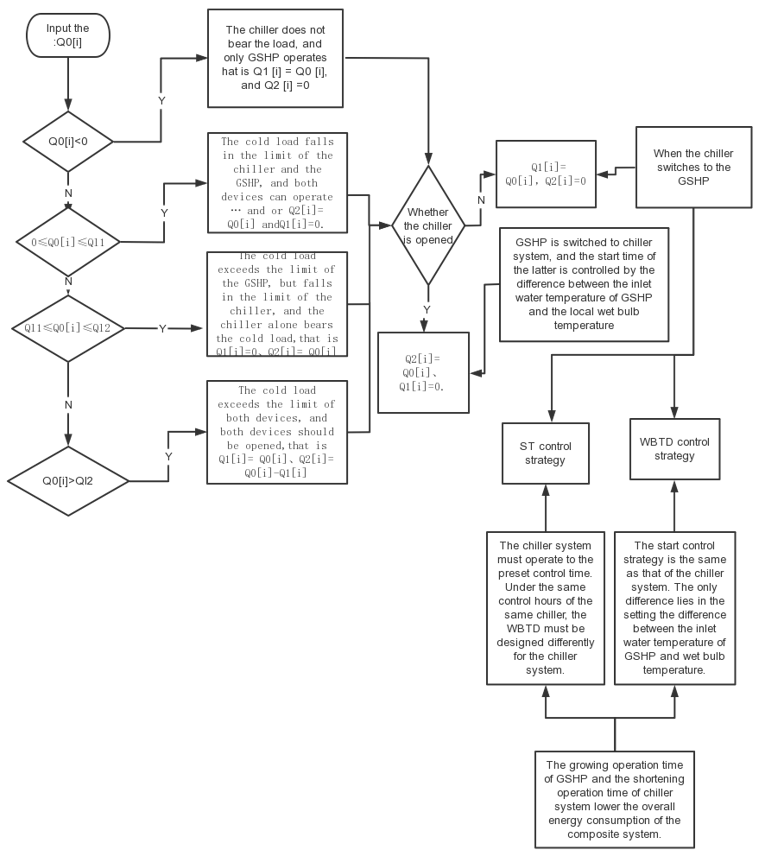 Input the
:Q0[i]
The chiller does not
bear the load, and
only GSHP operates
hat is Q1 [i] = Q0 [i],
and Q2 [i] =0
Y
Q0[i]<0
N
The cold load falls
in the limit of the
chiller and the
GSHP, and both
devices can operate
… and or Q2[i]=
Q0[i] andQ1[i]=0.
Y
0≤Q0[i]≤Ql1
N
The cold load
exceeds the limit of
the GSHP, but falls
in the limit of the
chiller, and the
chiller alone bears
the cold load,that is
Q1[i]=0、Q2[i]= Q0[i]
Ql1≤Q0[i]≤Ql2
Y
N
The cold load
exceeds the limit of
both devices, and
both devices should
be opened,that is
Q1[i]= Q0[i]、Q2[i]=
Q0[i]-Q1[i]
Y
Q0[i]>Ql2
Whether
the chiller
is opened
N
Y
Q1[i]=
Q0[i], Q2[i]=0
When the chiller
switches to the
GSHP
GSHP is switched to chiller
system, and the start time of
the latter is controlled by the
difference between the inlet
water temperature of GSHP
and the local wet bulb
temperature
Q2[i]=
Q0[i]、
Q1[i]=0.
ST control
strategy
WBTD control
strategy
The chiller system
must operate to the
preset control time.
Under the same
control hours of the
same chiller, the
WBTD must be
designed differently
for the chiller
system.
The start control
strategy is the same
as that of the chiller
system. The only
difference lies in the
setting the difference
between the inlet
water temperature of
GSHP and wet bulb
temperature.
The growing operation time
of GSHP and the shortening
operation time of chiller
system lower the overall
energy consumption of the
composite system.